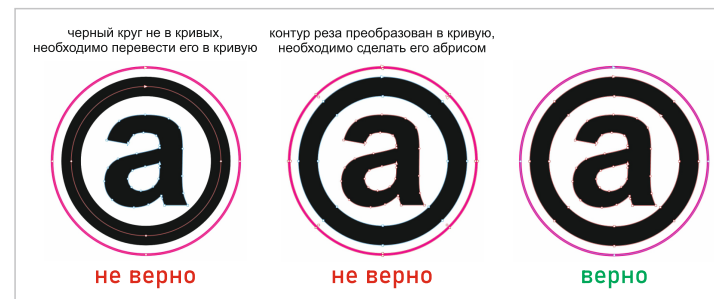 черный круг не в кривых,
необходимо перевести его в кривую
контур реза преобразован в кривую,
необходимо сделать его абрисом
a
a
a
не верно
не верно
верно